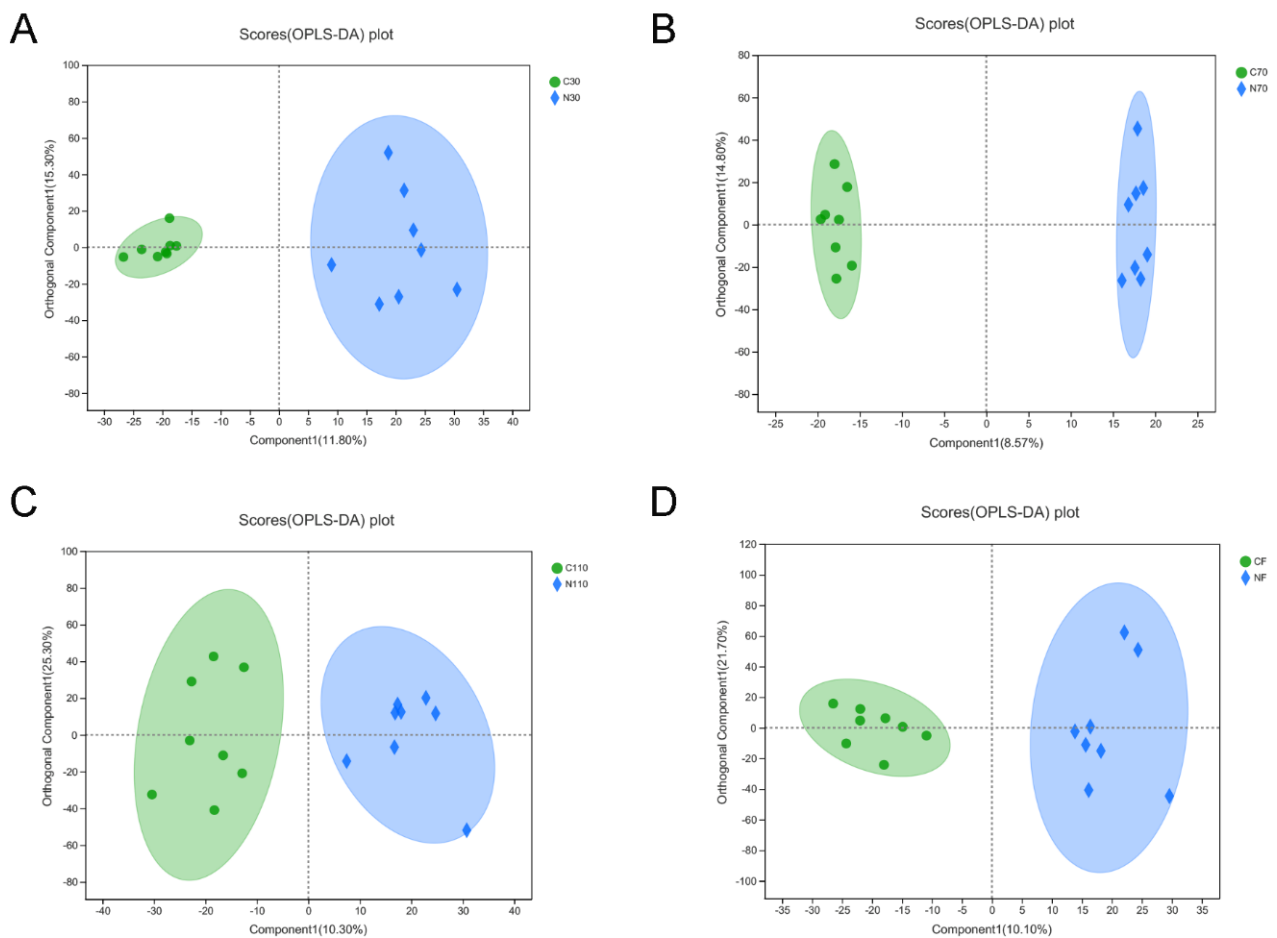 A
Scores(OPLS-DA) plot
C30
N30
Orthogonal Component1(15.30%)
100
80
60
40
20
0
-20
-40
-60
-80
-30 -25 -20 -15 -10 -5 0 5 10 15 20 25 30 35 40
Component1(11.80%)
B
Scores(OPLS-DA) plot
C70
N70
Orthogonal Component1(14.80%)
80
60
40
20
0
-20
-40
-60
-80
-25 -20 -15 -10 -5 0 5 10 15 20 25
Component1(8.57%)
C
Scores(OPLS-DA) plot
C110
N110
Orthogonal Component1(25.30%)
100
80
60
40
20
0
-20
-40
-60
-80
-40 -30 -20 -10 0 10 20 30 40
Component1(10.30%)
D
Scores(OPLS-DA) plot
CF
NF
Orthogonal Component1(21.70%)
120
100
80
60
40
20
0
-20
-40
-60
-80
-100
-35 -30 -25 -20 -15 -10 -5 0 5 10 15 20 25 30 35
Component1(10.10%)